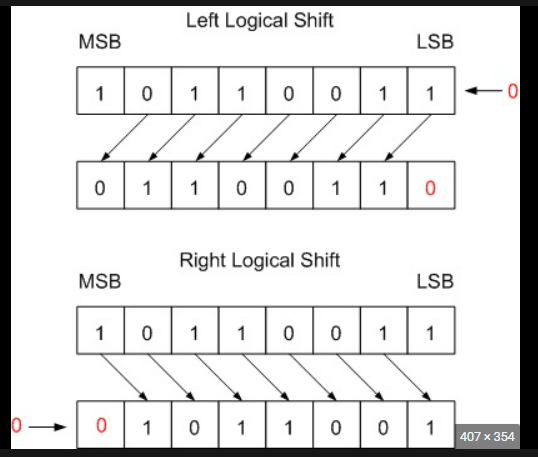 Left Logical Shift
MSB LSB
1 0 1 1 0 0 1 1 0
0 1 1 0 0 1 1 0
Right Logical Shift
MSB LSB
1 0 1 1 0 0 1 1
0 0 1 0 1 1 0 0 1
407 × 354